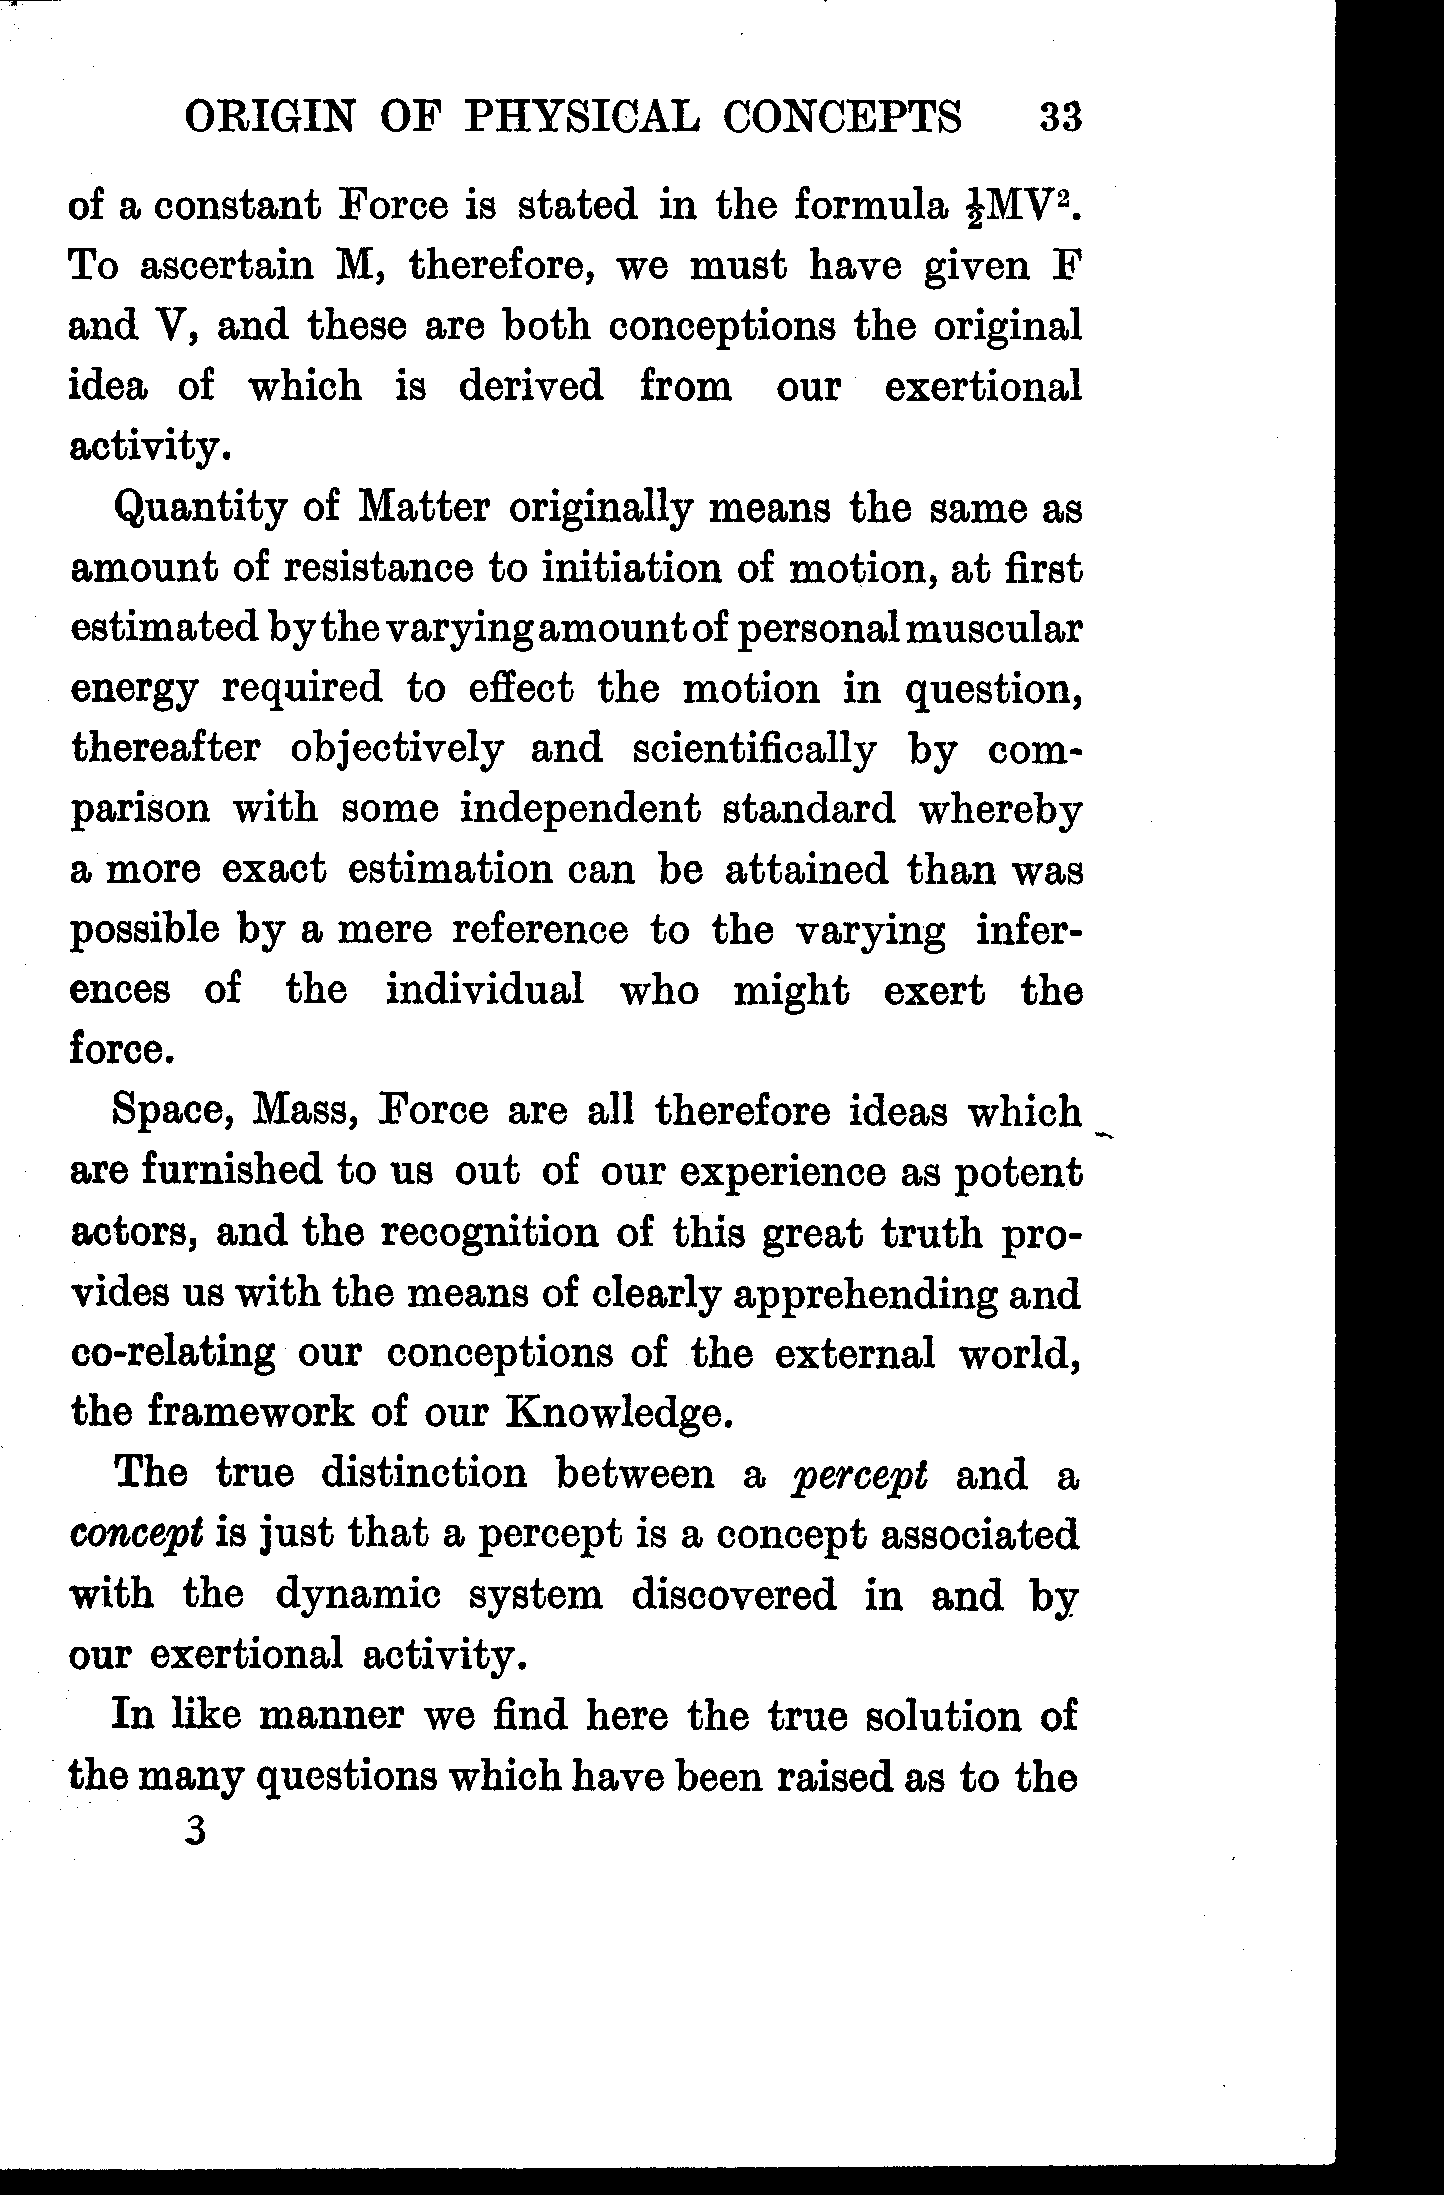 ORIGIN OF PHYSICAL CONCEPTS 33
of a constant Force is stated in the formula ½MV².
To ascertain M, therefore, we must have given F
and V, and these are both conceptions the original
idea of which is derived from our exertional
activity.
Quantity of Matter originally means the same as
amount of resistance to initiation of motion, at first
estimated by the varying amount of personal muscular
energy required to effect the motion in question,
thereafter objectively and scientifically by com-
parison with some independent standard whereby
a more exact estimation can be attained than was
possible by a mere reference to the varying infer-
ences of the individual who might exert the
force.
Space, Mass, Force are all therefore ideas which
are furnished to us out of our experience as potent
actors, and the recognition of this great truth pro-
vides us with the means of clearly apprehending and
co-relating our conceptions of the external world,
the framework of our Knowledge.
The true distinction between a percept and a
concept is just that a percept is a concept associated
with the dynamic system discovered in and by
our exertional activity.
In like manner we find here the true solution of
the many questions which have been raised as to the
3